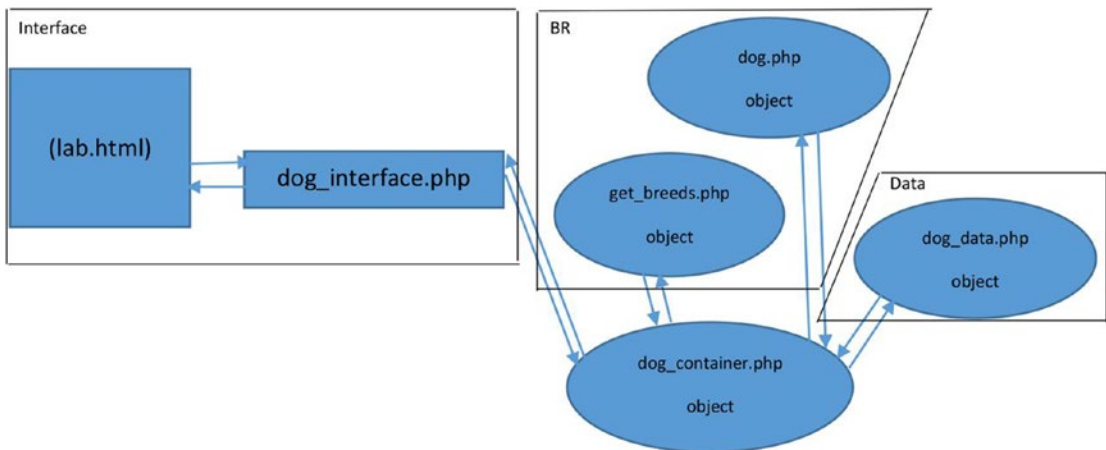 Interface
(lab.html)
dog_interface.php
BR
dog.php
object
get_breeds.php
object
Data
dog_data.php
object
dog_container.php
object